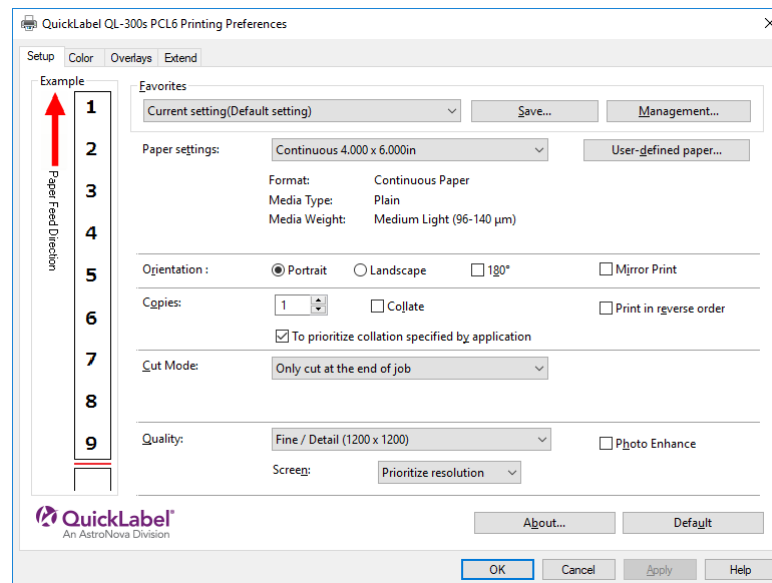 QuickLabel QL-300s PCL6 Printing Preferences
Setup Color Overlays Extend
Example
Paper Feed Direction
1
2
3
4
5
6
7
8
9
Favorites
Current setting(Default setting) Save... Management...
Paper settings: Continuous 4.000 x 6.000in User-defined paper...
Format: Continuous Paper
Media Type: Plain
Media Weight: Medium Light (96-140 μm)
Orientation : Portrait Landscape 180° Mirror Print
Copies: 1 Collate Print in reverse order
To prioritize collation specified by application
Cut Mode: Only cut at the end of job
Quality: Fine / Detail (1200 x 1200) Photo Enhance
Screen: Prioritize resolution
QuickLabel®
An AstroNova Division
About... Default
OK Cancel Apply Help